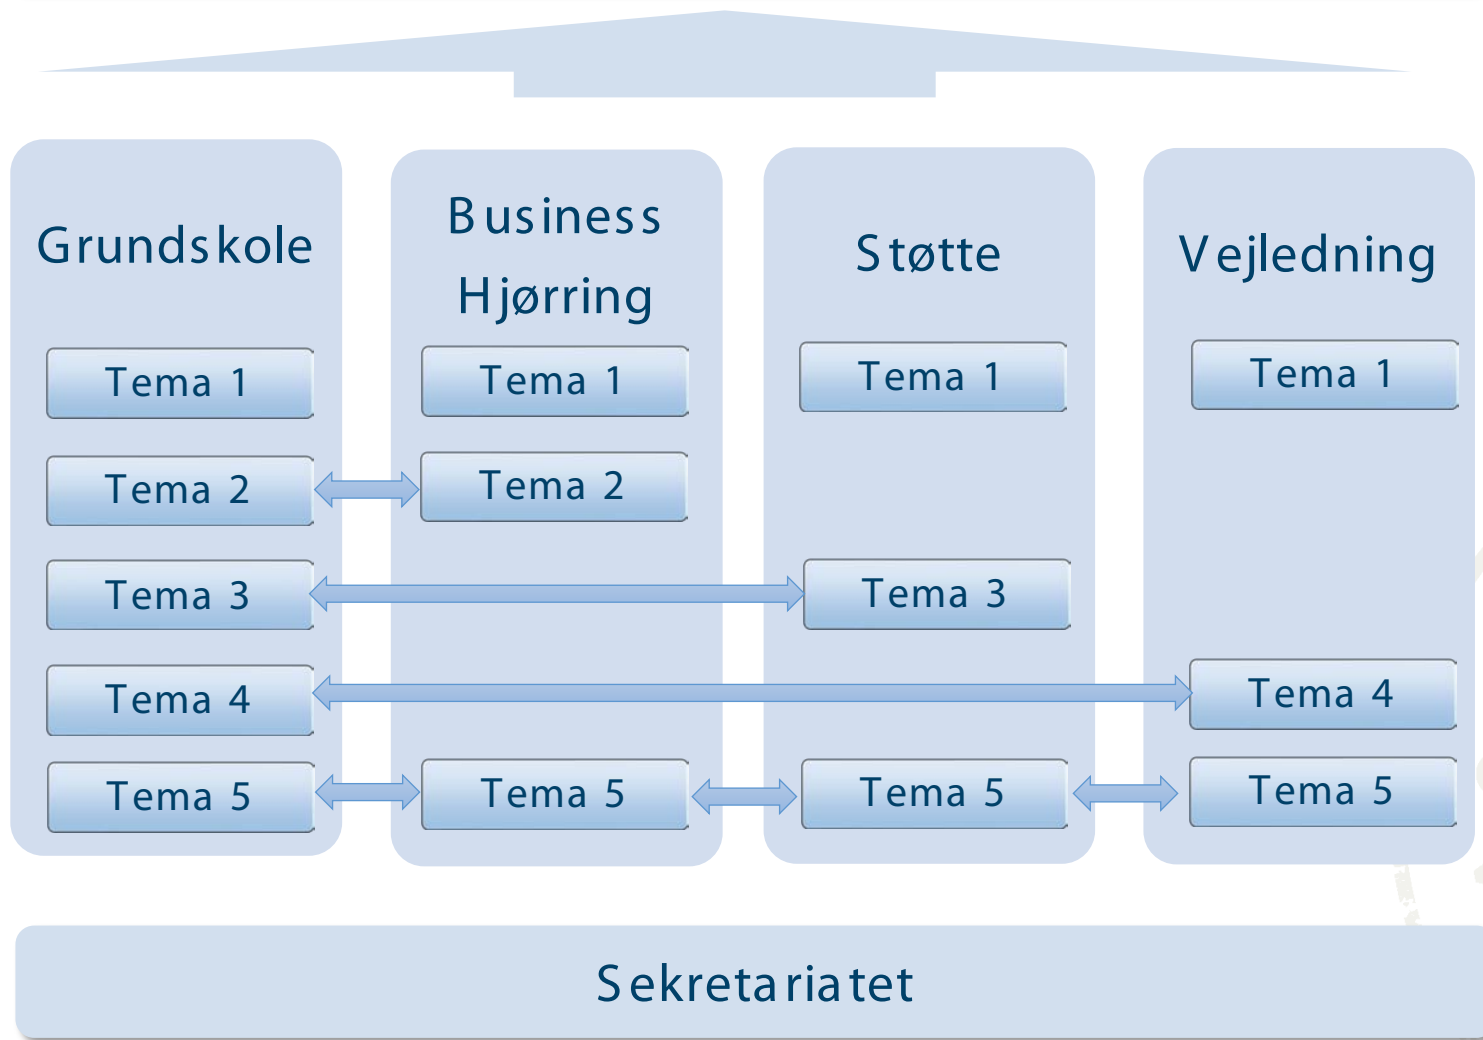 Grundskole
Business
Hjørring
Støtte
Vejledning
Tema 1
Tema 1
Tema 1
Tema 1
Tema 2
Tema 2
Tema 3
Tema 3
Tema 4
Tema 4
Tema 5
Tema 5
Tema 5
Tema 5
Sekretariatet